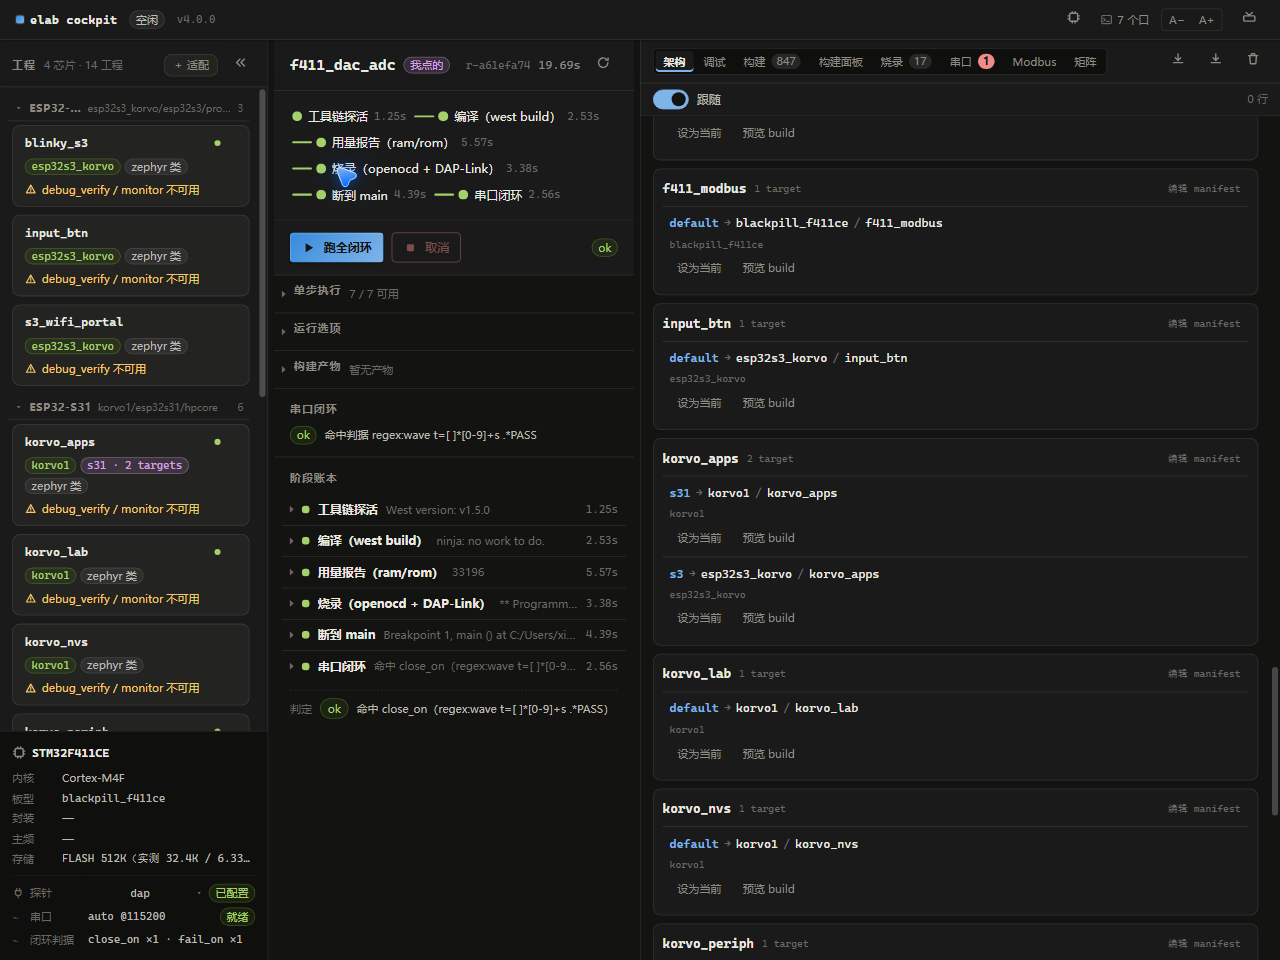 elab cockpit 空闲 v4.0.0
7 个口 A− A+
工程 4 芯片 · 14 工程 + 适配
ESP32-... esp32s3_korvo/esp32s3/pro... 3
blinky_s3
esp32s3_korvo zephyr 类
debug_verify / monitor 不可用
input_btn
esp32s3_korvo zephyr 类
debug_verify / monitor 不可用
s3_wifi_portal
esp32s3_korvo zephyr 类
debug_verify 不可用
ESP32-S31 korvo1/esp32s31/hpcore 6
korvo_apps
korvo1 s31 · 2 targets
zephyr 类
debug_verify / monitor 不可用
korvo_lab
korvo1 zephyr 类
debug_verify / monitor 不可用
korvo_nvs
korvo1 zephyr 类
debug_verify / monitor 不可用
korvo_periph
STM32F411CE
内核 Cortex-M4F
板型 blackpill_f411ce
封装 —
主频 —
存储 FLASH 512K（实测 32.4K / 6.33...
探针 dap 已配置
串口 auto @115200 就绪
闭环判据 close_on ×1 · fail_on ×1
f411_dac_adc 我点的 r-a61efa74 19.69s
工具链探活 1.25s 编译（west build） 2.53s
用量报告（ram/rom） 5.57s
烧录（openocd + DAP-Link） 3.38s
断到 main 4.39s 串口闭环 2.56s
跑全闭环 取消 ok
单步执行 7 / 7 可用
运行选项
构建产物 暂无产物
串口闭环
ok 命中判据 regex:wave t=[ ]*[0-9]+s .*PASS
阶段账本
工具链探活 West version: v1.5.0 1.25s
编译（west build） ninja: no work to do. 2.53s
用量报告（ram/rom） 33196 5.57s
烧录（openocd + DAP-Link） ** Programm... 3.38s
断到 main Breakpoint 1, main () at C:/Users/xi... 4.39s
串口闭环 命中 close_on（regex:wave t=[ ]*[0-9... 2.56s
判定 ok 命中 close_on（regex:wave t=[ ]*[0-9]+s .*PASS）
架构 调试 构建 847 构建面板 烧录 17 串口 1 Modbus 矩阵
跟随 0 行
设为当前 预览 build
f411_modbus 1 target 编辑 manifest
default → blackpill_f411ce / f411_modbus
blackpill_f411ce
设为当前 预览 build
input_btn 1 target 编辑 manifest
default → esp32s3_korvo / input_btn
esp32s3_korvo
设为当前 预览 build
korvo_apps 2 target 编辑 manifest
s31 → korvo1 / korvo_apps
korvo1
设为当前 预览 build
s3 → esp32s3_korvo / korvo_apps
esp32s3_korvo
设为当前 预览 build
korvo_lab 1 target 编辑 manifest
default → korvo1 / korvo_lab
korvo1
设为当前 预览 build
korvo_nvs 1 target 编辑 manifest
default → korvo1 / korvo_nvs
korvo1
设为当前 预览 build
korvo_periph 1 target 编辑 manifest